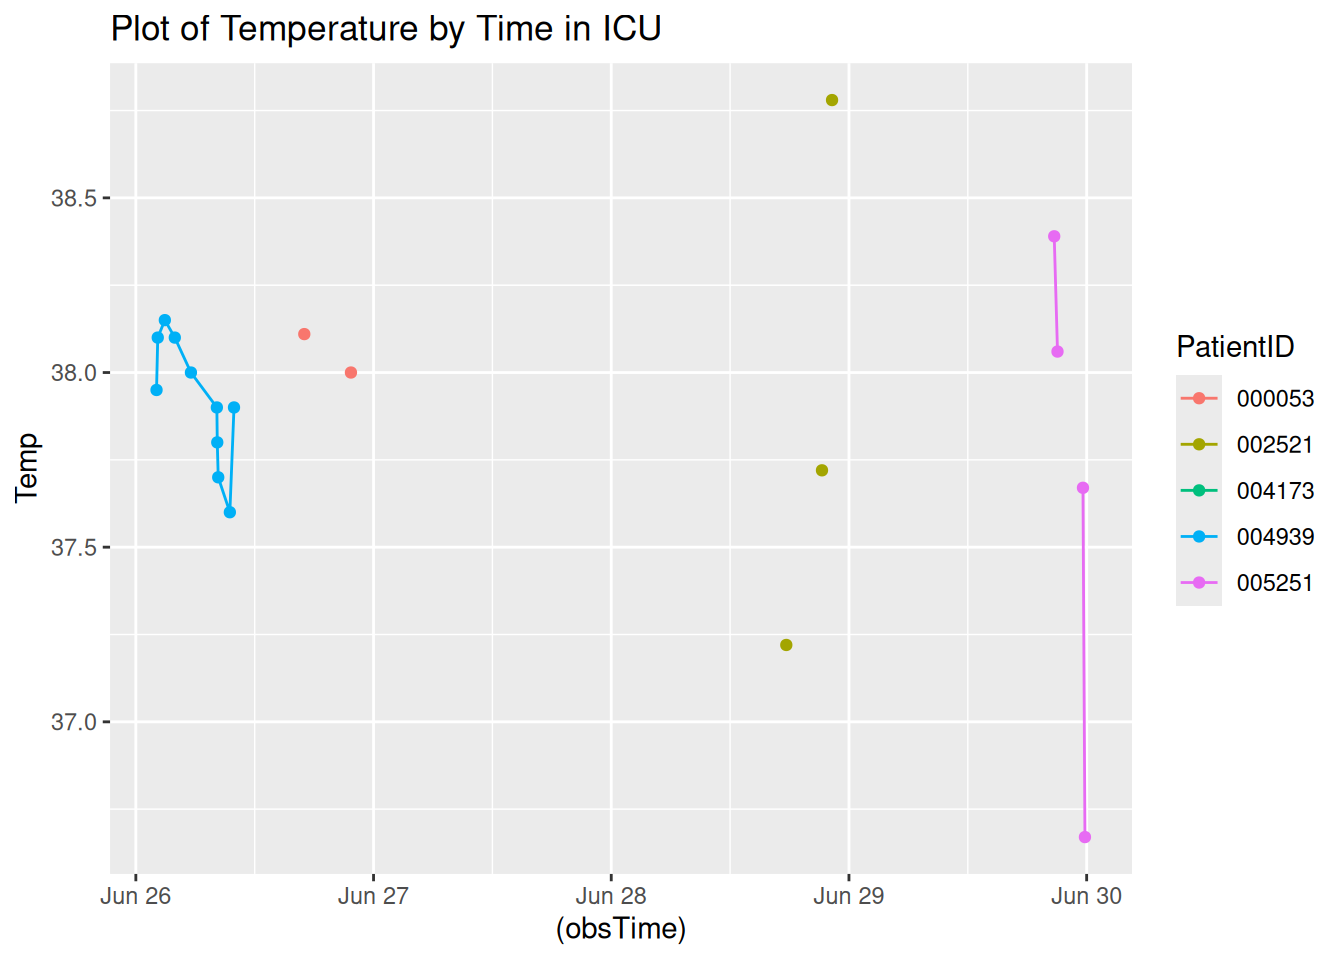 Plot of Temperature by Time in ICU
38.5
38.0
37.5
37.0
Temp
Jun 26
Jun 27
Jun 28
Jun 29
Jun 30
(obsTime)
PatientID
000053
002521
004173
004939
005251